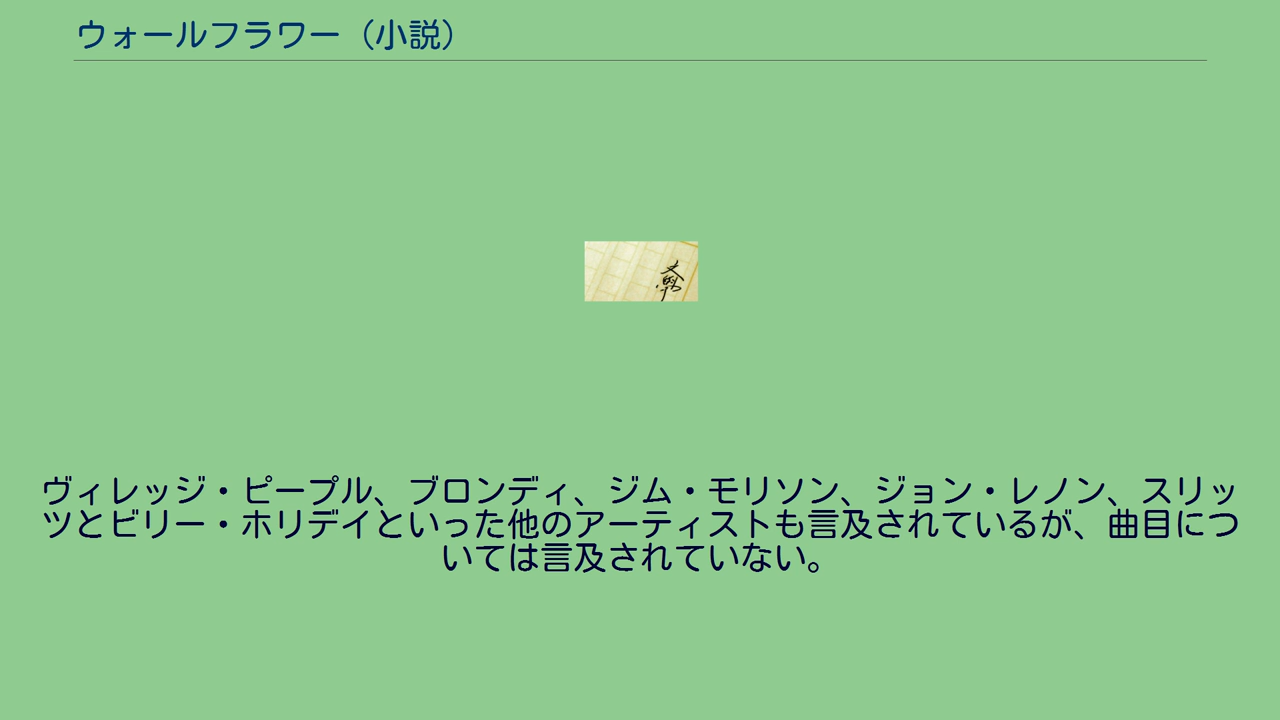 ウォールフラワー（小説）
ヴィレッジ・ピープル、ブロンディ、ジム・モリソン、ジョン・レノン、スリッ
ツとビリー・ホリデイといった他のアーティストも言及されているが、曲目につ
いては言及されていない。